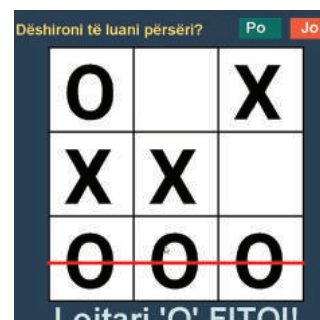 Dëshironi të luani përsëri? Po Jo
O X
X X
O O O
Lojtari 'O' FITOI!